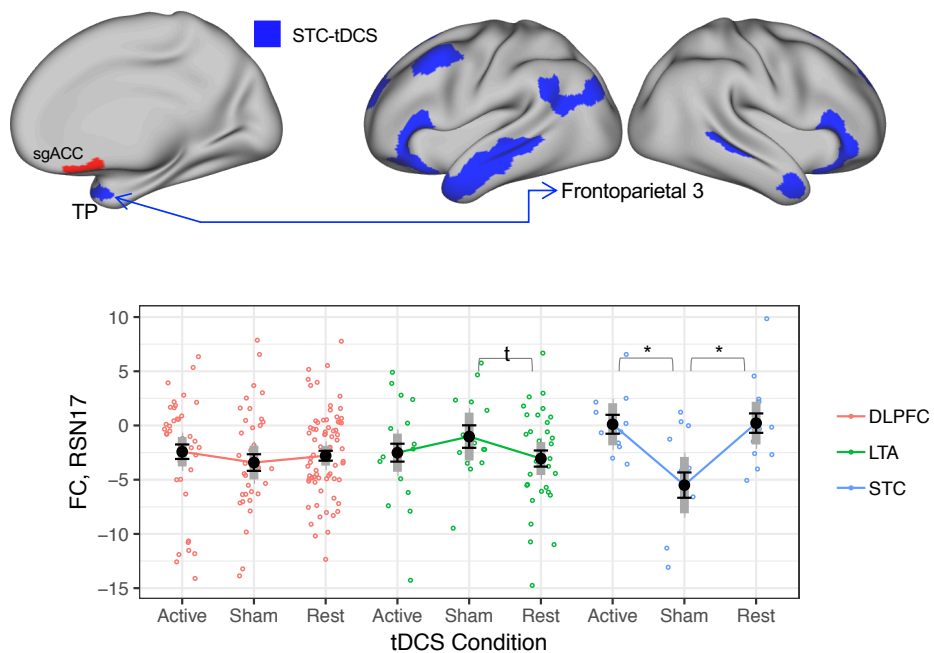 STC-tDCS
sgACC
TP
Frontoparietal 3
FC, RSN17
10
5
0
−5
−10
−15
t
*
*
Active Sham Rest Active Sham Rest Active Sham Rest
tDCS Condition
DLPFC
LTA
STC